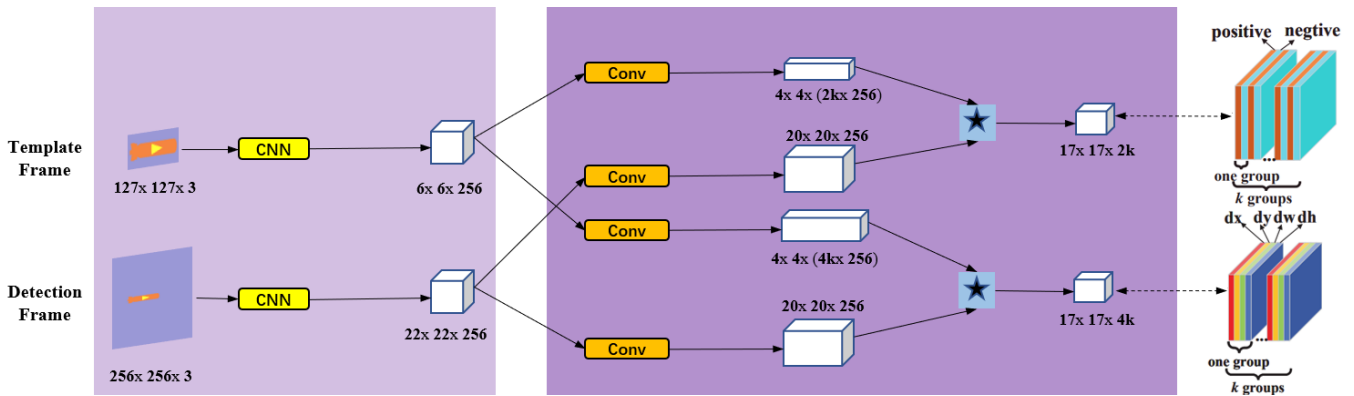 Template
Frame
127x 127x 3
CNN
6x 6x 256
Detection
Frame
256x 256x 3
CNN
22x 22x 256
Conv
4x 4x (2kx 256)
Conv
20x 20x 256
17x 17x 2k
Conv
4x 4x (4kx 256)
Conv
20x 20x 256
17x 17x 4k
positive negtive
one group
k groups
dx dy dw dh
one group
k groups